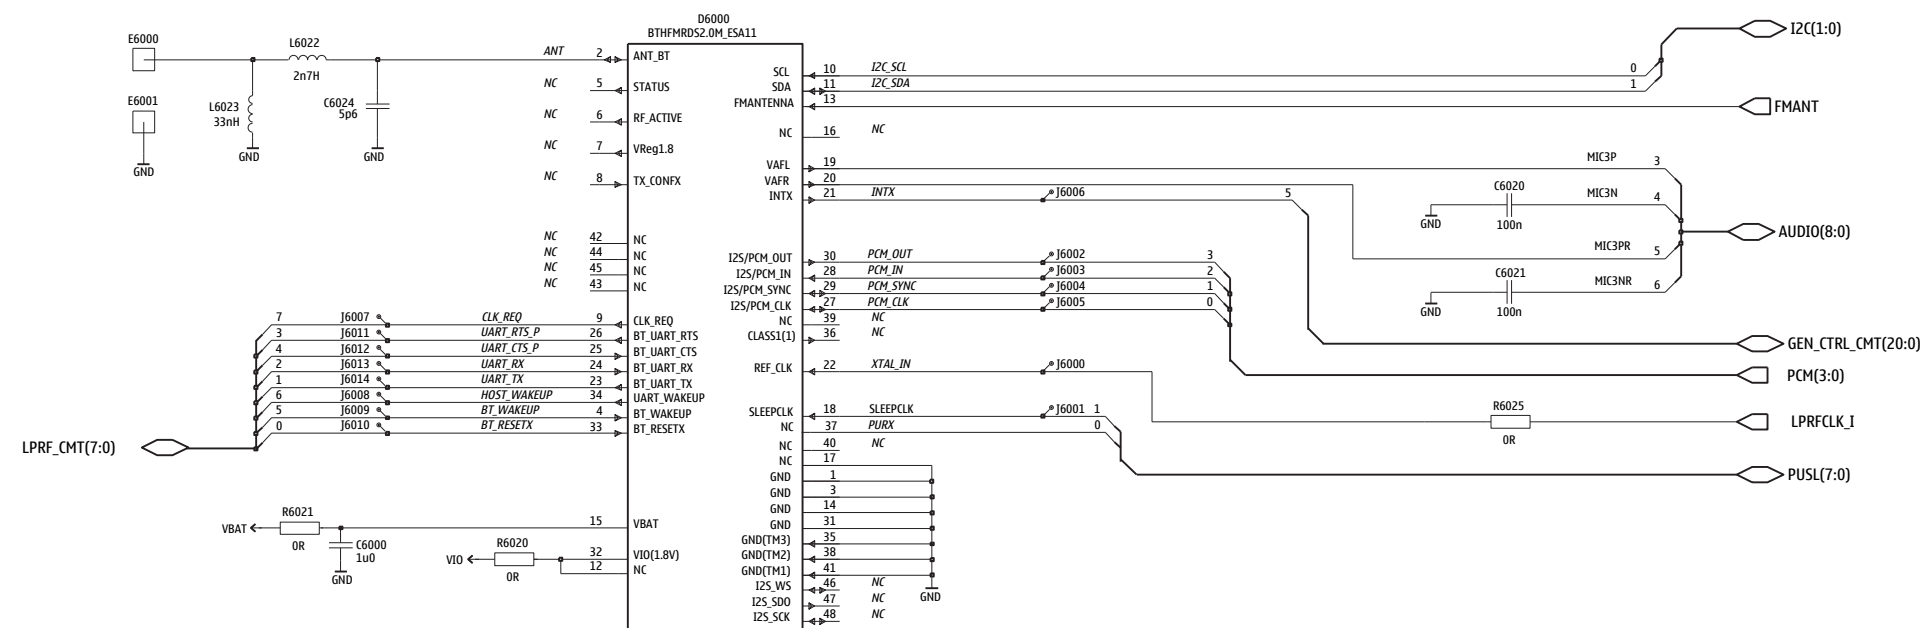 D6000
BTHFMRDS2.0M_ESA11
E6000
L6022
2n7H
ANT 2 ANT_BT
NC 5 STATUS
E6001
L6023
33nH
C6024
5p6
NC 6 RF_ACTIVE
GND
GND
GND
NC 7 VReg1.8
NC 8 TX_CONFX
NC 42 NC
NC 44 NC
NC 45 NC
NC 43 NC
7 J6007 CLK_REQ 9 CLK_REQ
3 J6011 UART_RTS_P 26 BT_UART_RTS
4 J6012 UART_CTS_P 25 BT_UART_CTS
2 J6013 UART_RX 24 BT_UART_RX
1 J6014 UART_TX 23 BT_UART_TX
6 J6008 HOST_WAKEUP 34 UART_WAKEUP
5 J6009 BT_WAKEUP 4 BT_WAKEUP
0 J6010 BT_RESETX 33 BT_RESETX
LPRF_CMT(7:0)
VBAT R6021 15 VBAT
0R
C6000
1u0
GND
VIO R6020 32 VIO(1.8V)
0R
12 NC
SCL 10 I2C_SCL 0
SDA 11 I2C_SDA 1
I2C(1:0)
FMANTENNA 13 FMANT
NC 16 NC
VAFL 19 MIC3P 3
VAFR 20
INTX 21 INTX J6006 5
C6020 MIC3N 4
GND 100n
AUDIO(8:0)
MIC3PR 5
C6021 MIC3NR 6
GND 100n
I2S/PCM_OUT 30 PCM_OUT J6002 3
I2S/PCM_IN 28 PCM_IN J6003 2
I2S/PCM_SYNC 29 PCM_SYNC J6004 1
I2S/PCM_CLK 27 PCM_CLK J6005 0
NC 39 NC
CLASS1(1) 36 NC
GEN_CTRL_CMT(20:0)
REF_CLK 22 XTAL_IN J6000
PCM(3:0)
SLEEPCLK 18 SLEEPCLK J6001 1
NC 37 PURX 0
R6025 LPRFCLK_I
0R
NC 40 NC
NC 17
PUSL(7:0)
GND 1
GND 3
GND 14
GND 31
GND(TM3) 35
GND(TM2) 38
GND(TM1) 41
GND
I2S_WS 46 NC
I2S_SDO 47 NC
I2S_SCK 48 NC